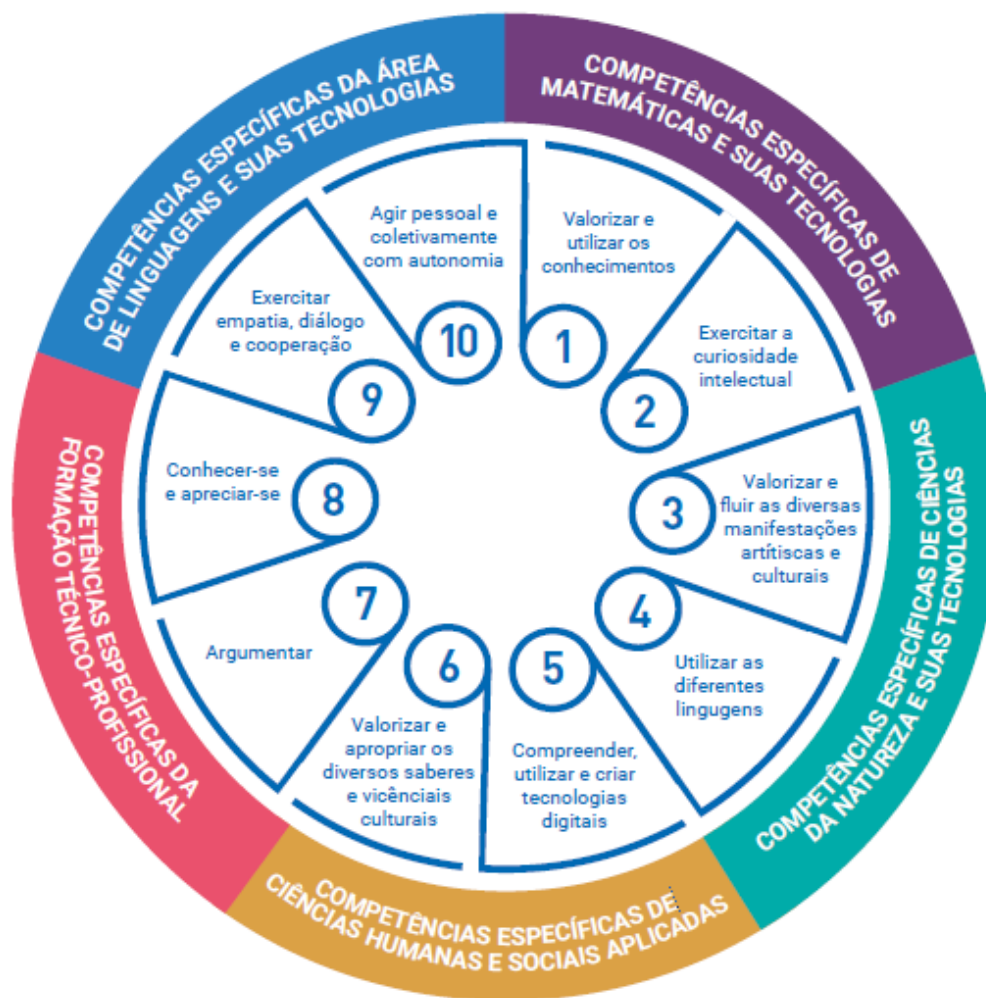 COMPETÊNCIAS ESPECÍFICAS DA ÁREA
DE LINGUAGENS E SUAS TECNOLOGIAS
COMPETÊNCIAS ESPECÍFICAS DE
MATEMÁTICAS E SUAS TECNOLOGIAS
COMPETÊNCIAS ESPECÍFICAS DE CIÊNCIAS
DA NATUREZA E SUAS TECNOLOGIAS
COMPETÊNCIAS ESPECÍFICAS DE
CIÊNCIAS HUMANAS E SOCIAIS APLICADAS
COMPETÊNCIAS ESPECÍFICAS DA
FORMAÇÃO TÉCNICO-PROFISSIONAL
Valorizar e
utilizar os
conhecimentos
1
Exercitar a
curiosidade
intelectual
2
Valorizar e
fluir as diversas
manifestações
artítiscas e
culturais
3
4
Utilizar as
diferentes
lingugens
5
Compreender,
utilizar e criar
tecnologias
digitais
6
Valorizar e
apropriar os
diversos saberes
e vicênciais
culturais
7
Argumentar
8
Conhecer-se
e apreciar-se
Exercitar
empatia, diálogo
e cooperação
9
Agir pessoal e
coletivamente
com autonomia
10